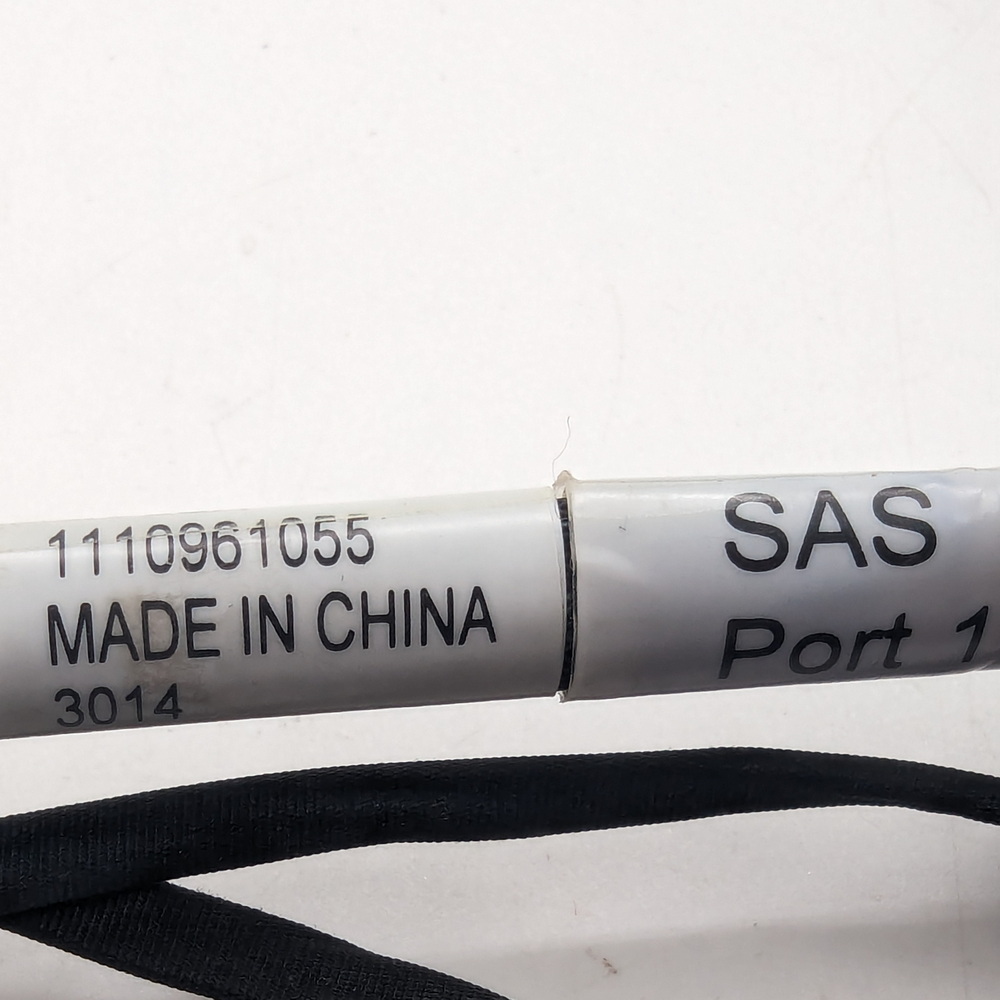 1110961055
MADE IN CHINA
3014
SAS
Port 1